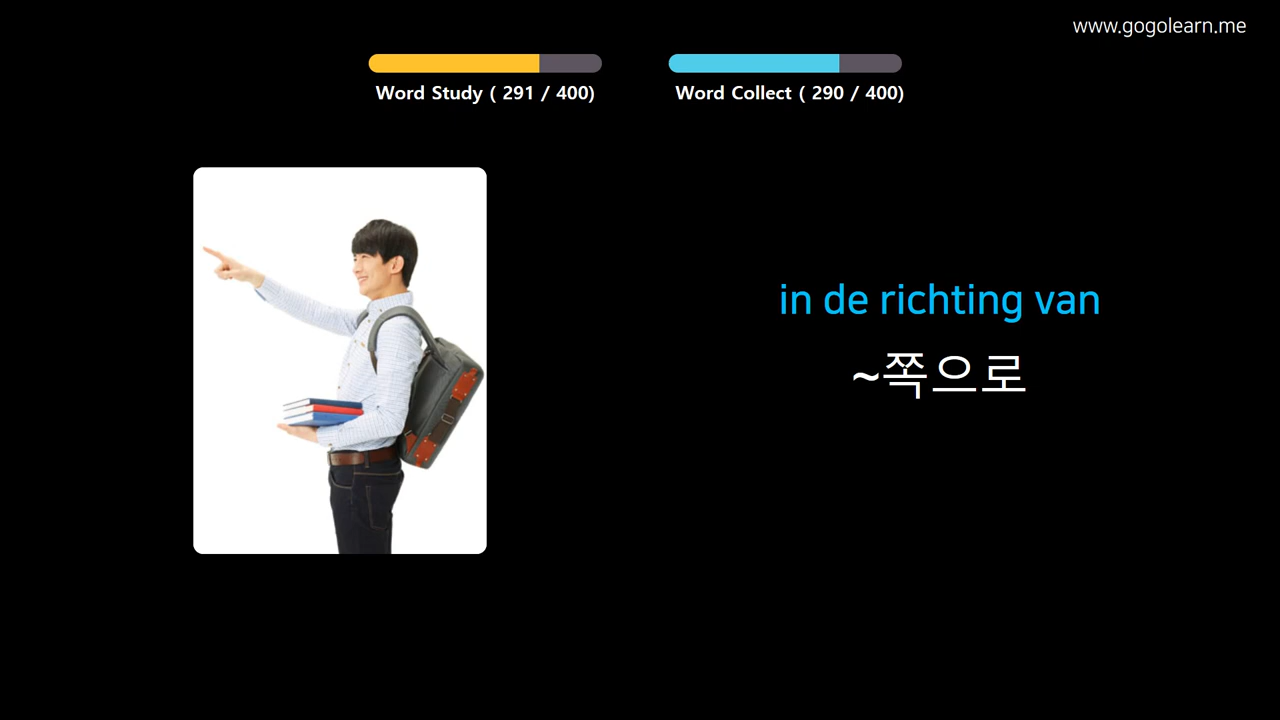 www.gogolearn.me
Word Study ( 291 / 400)
Word Collect ( 290 / 400)
in de richting van
~쪽으로